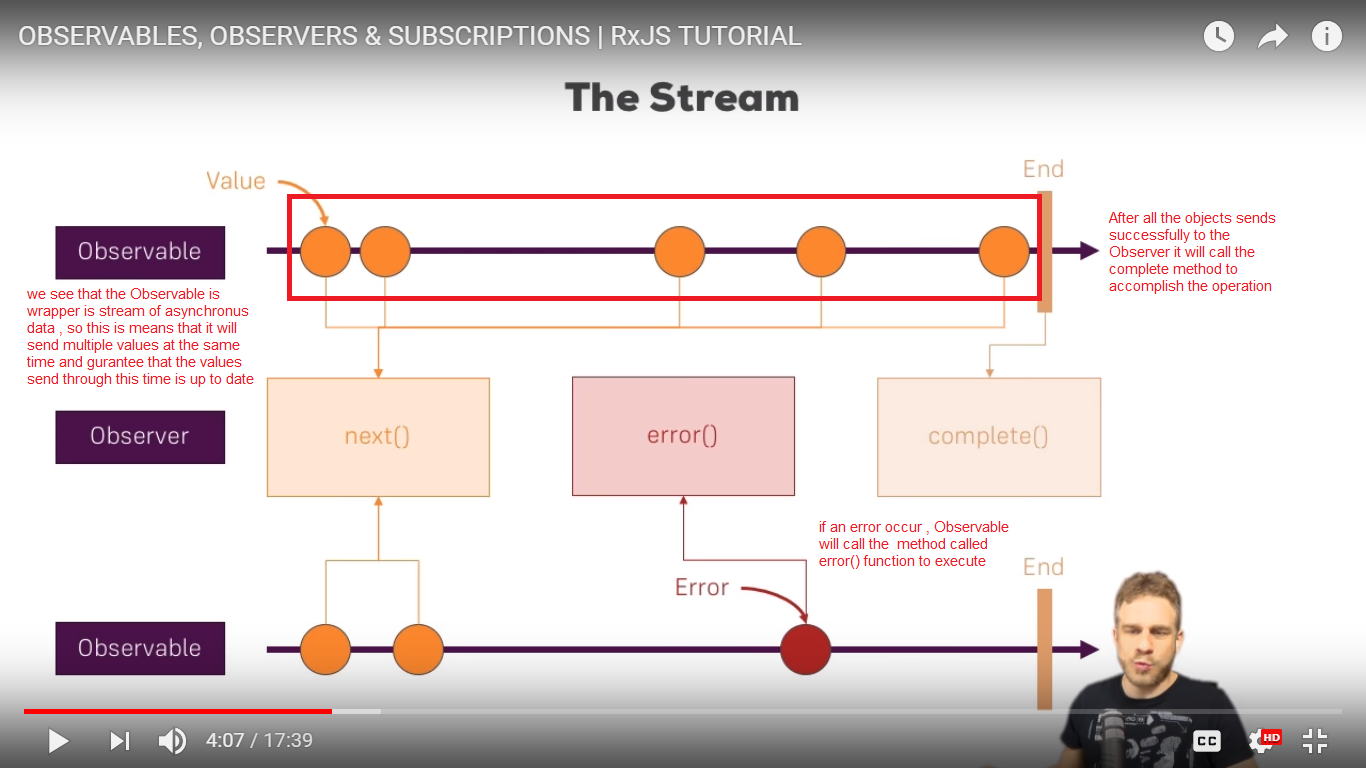 OBSERVABLES, OBSERVERS & SUBSCRIPTIONS | RxJS TUTORIAL
The Stream
Value
End
Observable
After all the objects sends
successfully to the
Observer it will call the
complete method to
accomplish the operation
we see that the Observable is
wrapper is stream of asynchronus
data , so this is means that it will
send multiple values at the same
time and gurantee that the values
send through this time is up to date
Observer
next()
error()
complete()
if an error occur , Observable
will call the method called
error() function to execute
End
Error
Observable
4:07 / 17:39
CC
HD